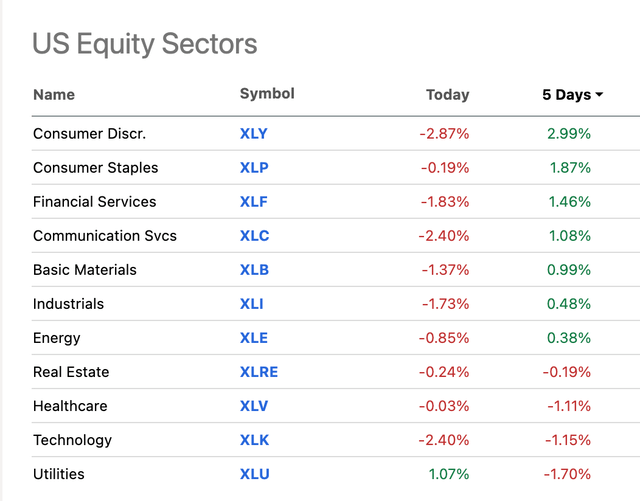 US Equity Sectors
Name Symbol Today 5 Days
Consumer Discr. XLY -2.87% 2.99%
Consumer Staples XLP -0.19% 1.87%
Financial Services XLF -1.83% 1.46%
Communication Svcs XLC -2.40% 1.08%
Basic Materials XLB -1.37% 0.99%
Industrials XLI -1.73% 0.48%
Energy XLE -0.85% 0.38%
Real Estate XLRE -0.24% -0.19%
Healthcare XLV -0.03% -1.11%
Technology XLK -2.40% -1.15%
Utilities XLU 1.07% -1.70%